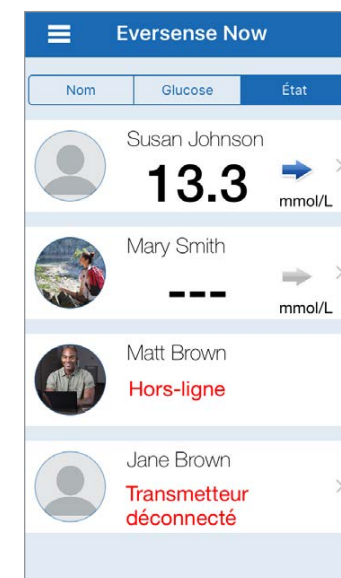 Eversense Now
Nom Glucose État
Susan Johnson
13.3
mmol/L
Mary Smith
---
mmol/L
Matt Brown
Hors-ligne
Jane Brown
Transmetteur
déconnecté